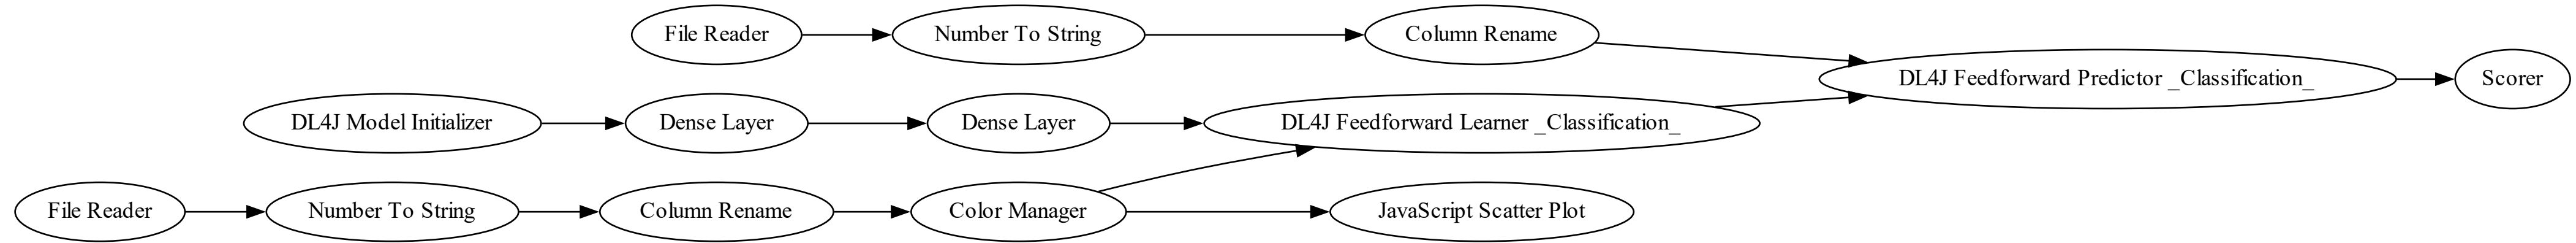 File Reader
Number To String
Column Rename
DL4J Feedforward Predictor _Classification_
Scorer
DL4J Model Initializer
Dense Layer
Dense Layer
DL4J Feedforward Learner _Classification_
File Reader
Number To String
Column Rename
Color Manager
JavaScript Scatter Plot